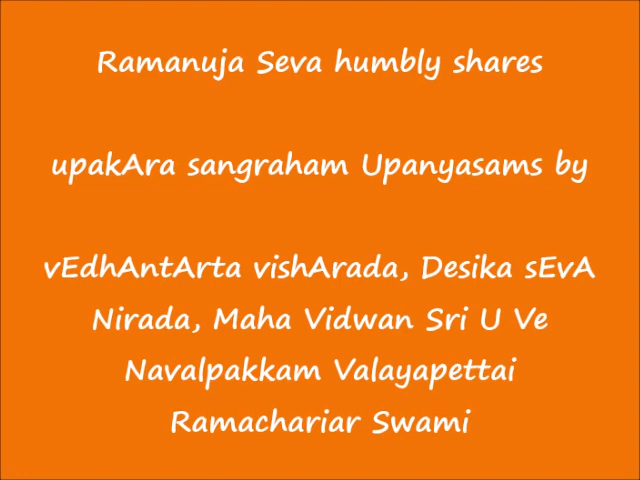 Ramanuja Seva humbly shares
upakAra sangraham Upanyasams by
vEdhAntArta vishArada, Desika sEvA
Nirada, Maha Vidwan Sri U Ve
Navalpakkam Valayapettai
Ramachariar Swami